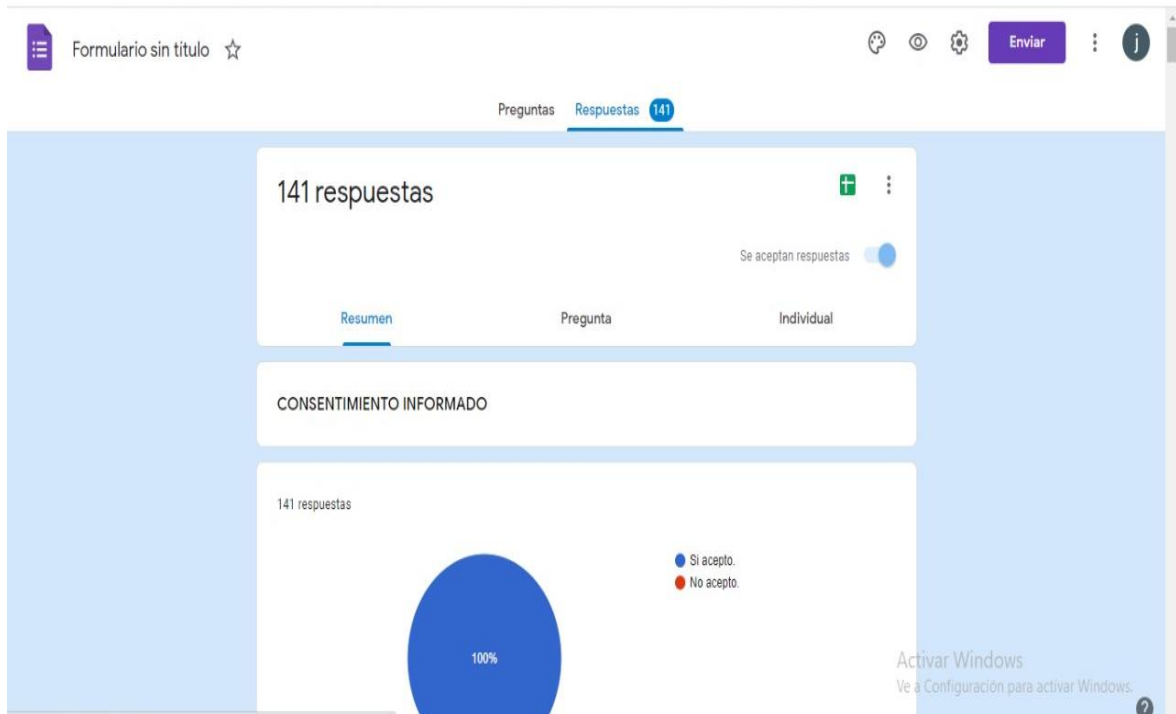 Formulario sin título
Enviar
j
Preguntas Respuestas 141
141 respuestas
Se aceptan respuestas
Resumen Pregunta Individual
CONSENTIMIENTO INFORMADO
141 respuestas
Si acepto.
No acepto.
100%
Activar Windows
Ve a Configuración para activar Windows.
?